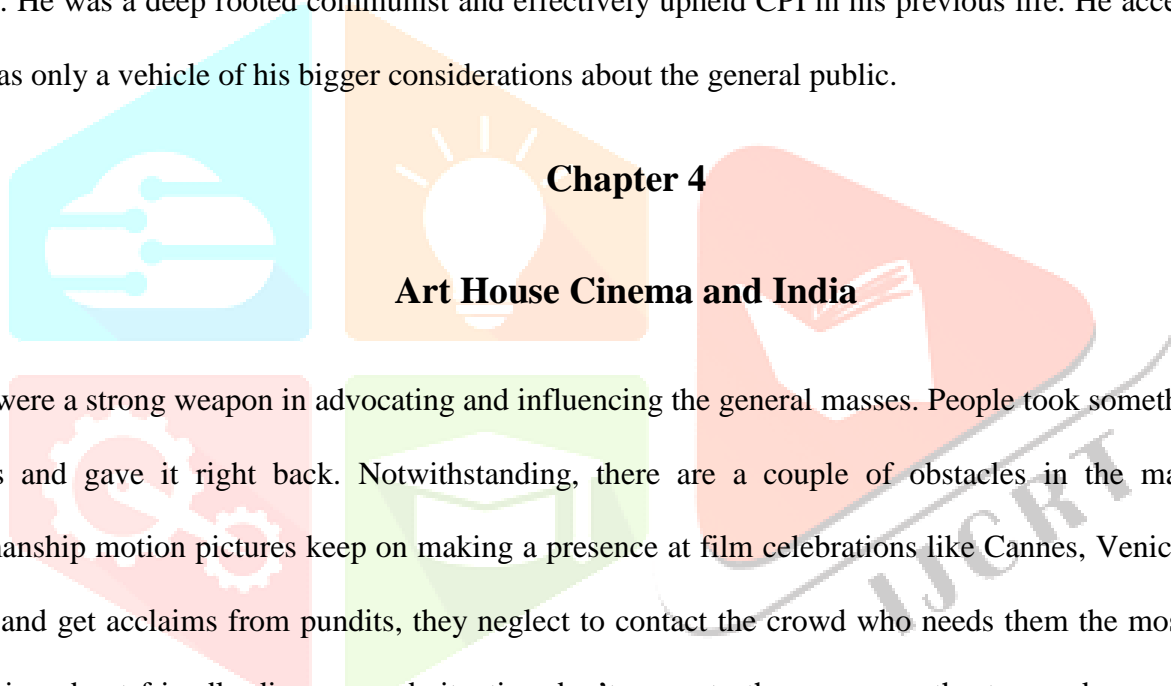 . He was a deep rooted communist and effectively upheld CPI in his previous life. He acce
as only a vehicle of his bigger considerations about the general public.
Chapter 4
Art House Cinema and India
were a strong weapon in advocating and influencing the general masses. People took someth
s and gave it right back. Notwithstanding, there are a couple of obstacles in the ma
manship motion pictures keep on making a presence at film celebrations like Cannes, Venic
and get acclaims from pundits, they neglect to contact the crowd who needs them the mos
IJCRT